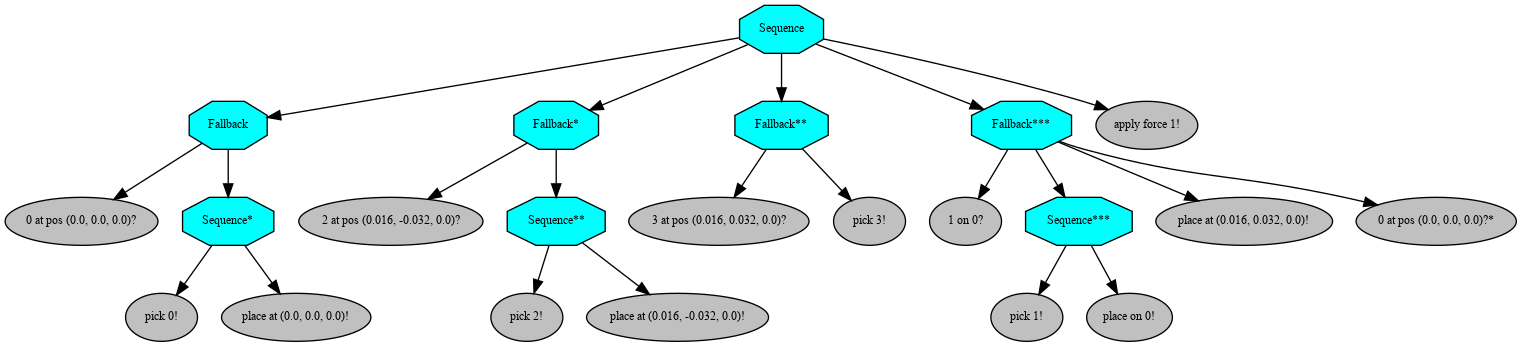 Sequence
Fallback
Fallback*
Fallback**
Fallback***
apply force 1!
0 at pos (0.0, 0.0, 0.0)?
Sequence*
2 at pos (0.016, -0.032, 0.0)?
Sequence**
3 at pos (0.016, 0.032, 0.0)?
pick 3!
1 on 0?
Sequence***
place at (0.016, 0.032, 0.0)!
0 at pos (0.0, 0.0, 0.0)?*
pick 0!
place at (0.0, 0.0, 0.0)!
pick 2!
place at (0.016, -0.032, 0.0)!
pick 1!
place on 0!